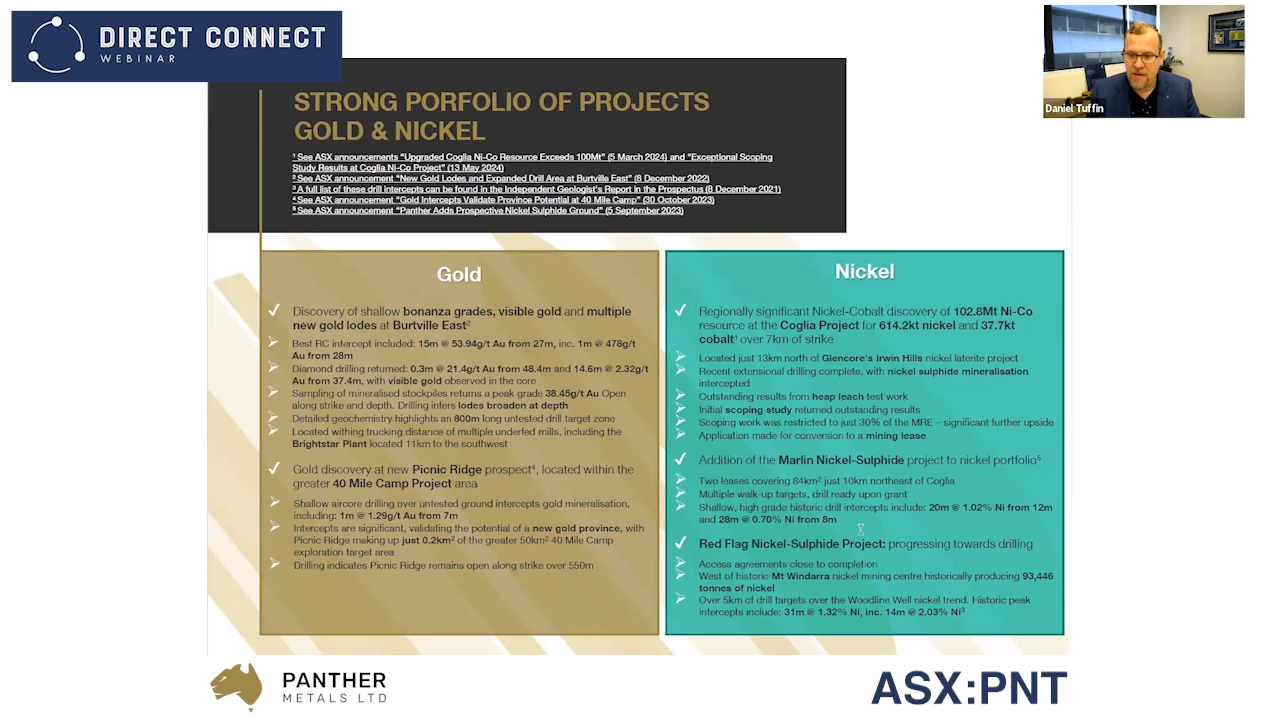 DIRECT CONNECT
WEBINAR
Daniel Tuffin
STRONG PORFOLIO OF PROJECTS
GOLD & NICKEL
¹ See ASX announcements "Upgraded Coglia Ni-Co Resource Exceeds 100Mt" (5 March 2024) and "Exceptional Scoping
Study Results at Coglia Ni-Co Project" (13 May 2024)
² See ASX announcement "New Gold Lodes and Expanded Drill Area at Burtville East" (8 December 2022)
³ A full list of these drill intercepts can be found in the Independent Geologist's Report in the Prospectus (8 December 2021)
⁴ See ASX announcement "Gold Intercepts Validate Province Potential at 40 Mile Camp" (30 October 2023)
⁵ See ASX announcement "Panther Adds Prospective Nickel Sulphide Ground" (5 September 2023)
Gold
✓ Discovery of shallow bonanza grades, visible gold and multiple
new gold lodes at Burtville East²
➢ Best RC intercept included: 15m @ 53.94g/t Au from 27m, inc. 1m @ 478g/t
Au from 28m
➢ Diamond drilling returned: 0.3m @ 21.4g/t Au from 48.4m and 14.6m @ 2.32g/t
Au from 37.4m, with visible gold observed in the core
➢ Sampling of mineralised stockpiles returns a peak grade 38.45g/t Au Open
along strike and depth. Drilling infers lodes broaden at depth
➢ Detailed geochemistry highlights an 800m long untested drill target zone
➢ Located withing trucking distance of multiple underfed mills, including the
Brightstar Plant located 11km to the southwest
✓ Gold discovery at new Picnic Ridge prospect⁴, located within the
greater 40 Mile Camp Project area
➢ Shallow aircore drilling over untested ground intercepts gold mineralisation,
including: 1m @ 1.29g/t Au from 7m
➢ Intercepts are significant, validating the potential of a new gold province, with
Picnic Ridge making up just 0.2km² of the greater 50km² 40 Mile Camp
exploration target area
➢ Drilling indicates Picnic Ridge remains open along strike over 550m
Nickel
✓ Regionally significant Nickel-Cobalt discovery of 102.8Mt Ni-Co
resource at the Coglia Project for 614.2kt nickel and 37.7kt
cobalt¹ over 7km of strike
➢ Located just 13km north of Glencore's Irwin Hills nickel laterite project
➢ Recent extensional drilling complete, with nickel sulphide mineralisation
intercepted
➢ Outstanding results from heap leach test work
➢ Initial scoping study returned outstanding results
➢ Scoping work was restricted to just 30% of the MRE – significant further upside
➢ Application made for conversion to a mining lease
✓ Addition of the Marlin Nickel-Sulphide project to nickel portfolio⁵
➢ Two leases covering 84km² just 10km northeast of Coglia
➢ Multiple walk-up targets, drill ready upon grant
➢ Shallow, high grade historic drill intercepts include: 20m @ 1.02% Ni from 12m
and 28m @ 0.70% Ni from 8m
✓ Red Flag Nickel-Sulphide Project: progressing towards drilling
➢ Access agreements close to completion
➢ West of historic Mt Windarra nickel mining centre historically producing 93,446
tonnes of nickel
➢ Over 5km of drill targets over the Woodline Well nickel trend. Historic peak
intercepts include: 31m @ 1.32% Ni, inc. 14m @ 2.03% Ni³
PANTHER
METALS LTD
ASX:PNT